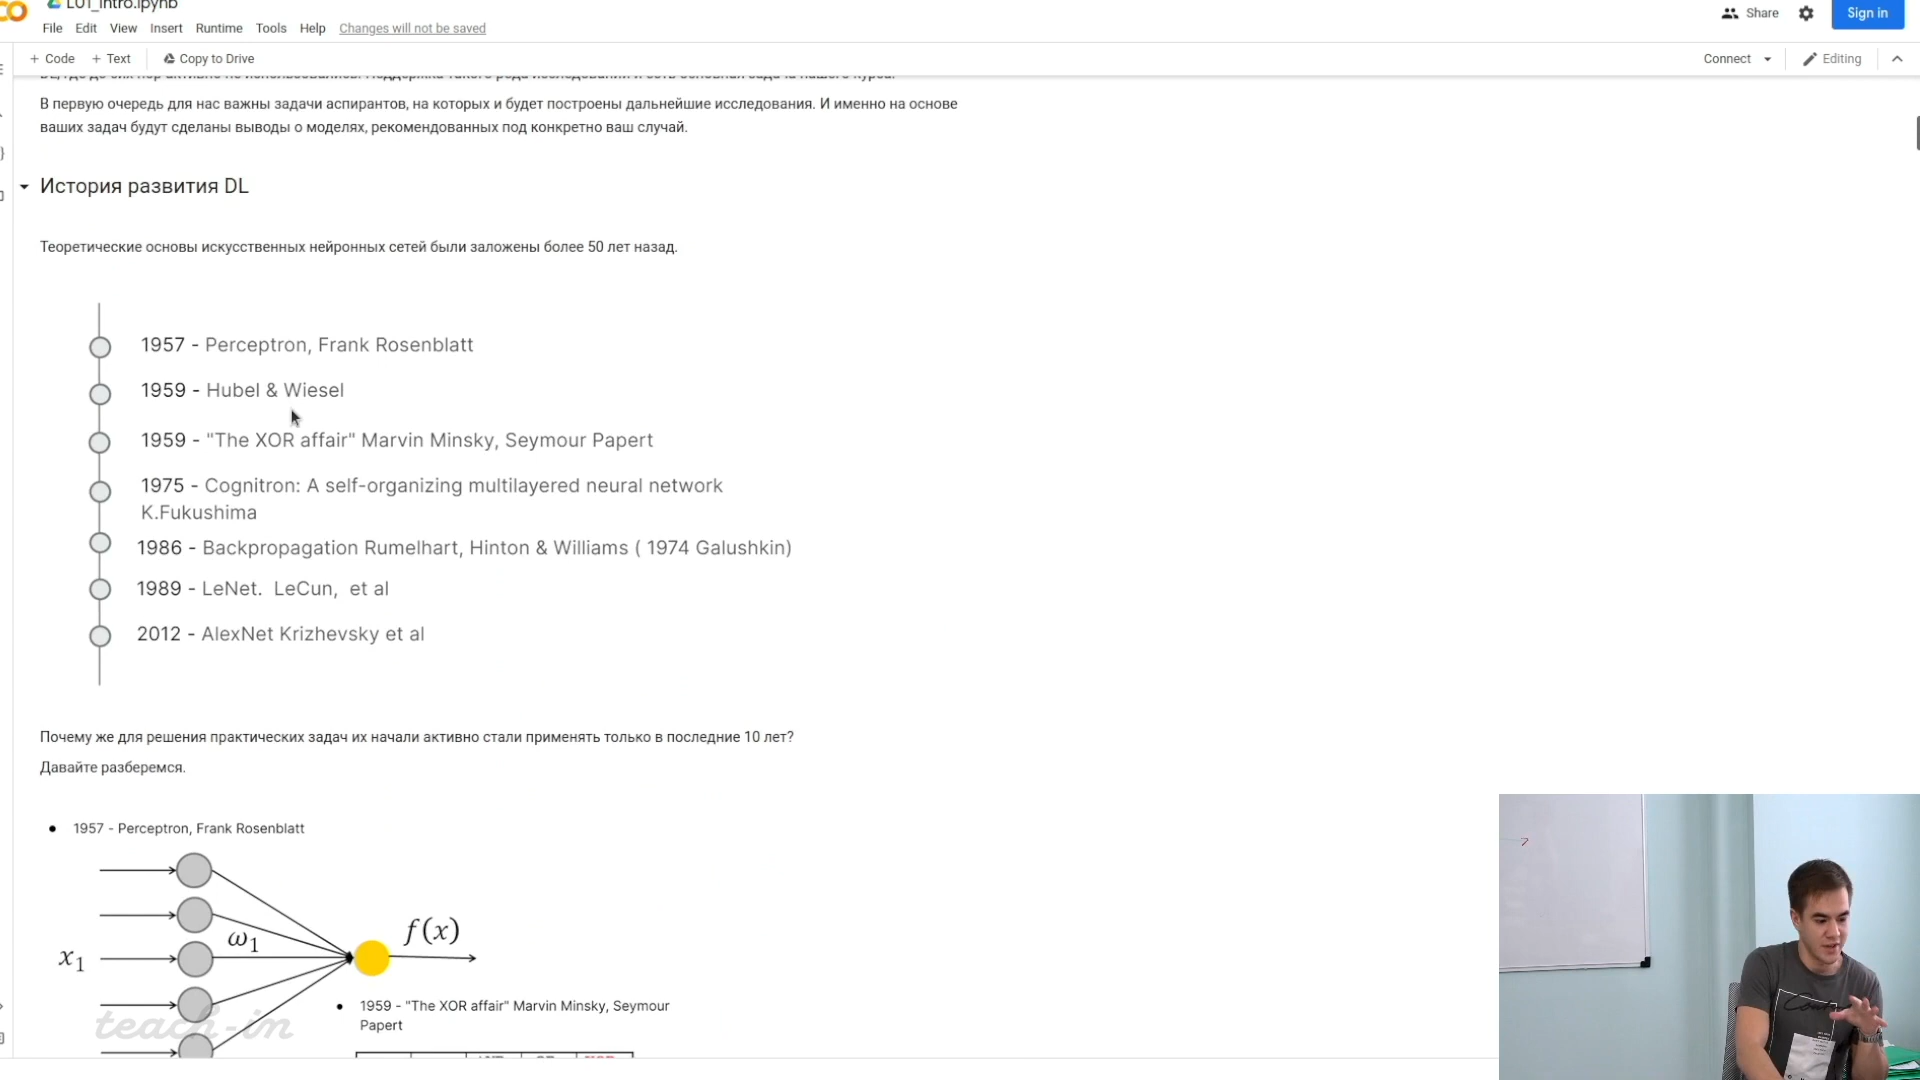 L01_Intro.ipynb
File Edit View Insert Runtime Tools Help Changes will not be saved
Share
Sign in
+ Code + Text Copy to Drive
Connect
Editing
В первую очередь для нас важны задачи аспирантов, на которых и будет построены дальнейшие исследования. И именно на основе
ваших задач будут сделаны выводы о моделях, рекомендованных под конкретно ваш случай.
История развития DL
Теоретические основы искусственных нейронных сетей были заложены более 50 лет назад.
1957 - Perceptron, Frank Rosenblatt
1959 - Hubel & Wiesel
1959 - "The XOR affair" Marvin Minsky, Seymour Papert
1975 - Cognitron: A self-organizing multilayered neural network
K.Fukushima
1986 - Backpropagation Rumelhart, Hinton & Williams ( 1974 Galushkin)
1989 - LeNet. LeCun, et al
2012 - AlexNet Krizhevsky et al
Почему же для решения практических задач их начали активно стали применять только в последние 10 лет?
Давайте разберемся.
• 1957 - Perceptron, Frank Rosenblatt
f(x)
ω₁
x₁
• 1959 - "The XOR affair" Marvin Minsky, Seymour
Papert
teach-in